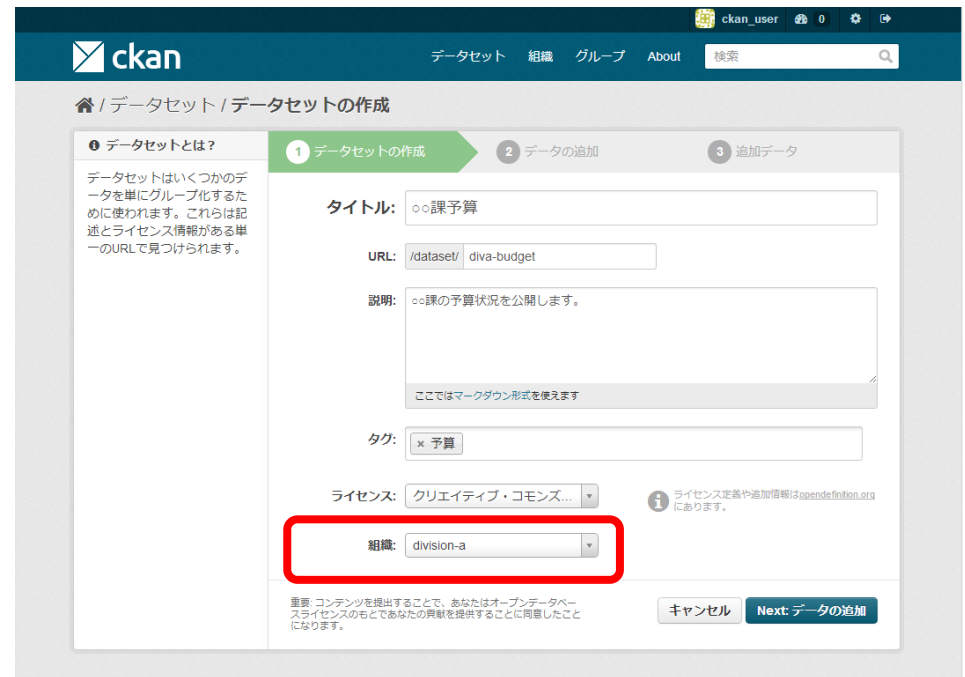 ckan_user 0
ckan
データセット 組織 グループ About 検索
/ データセット / データセットの作成
データセットとは？
データセットはいくつかのデ
ータを単にグループ化するた
めに使われます。これらは記
述とライセンス情報がある単
一のURLで見つけられます。
1 データセットの作成 2 データの追加 3 追加データ
タイトル: ○○課予算
URL: /dataset/ diva-budget
説明: ○○課の予算状況を公開します。
ここではマークダウン形式を使えます
タグ: × 予算
ライセンス: クリエイティブ・コモンズ...
ライセンス定義や追加情報はopendefinition.org
にあります。
組織: division-a
重要: コンテンツを提出することで、あなたはオープンデータベー
スライセンスのもとであなたの貢献を提供することに同意したこと
になります。
キャンセル Next: データの追加